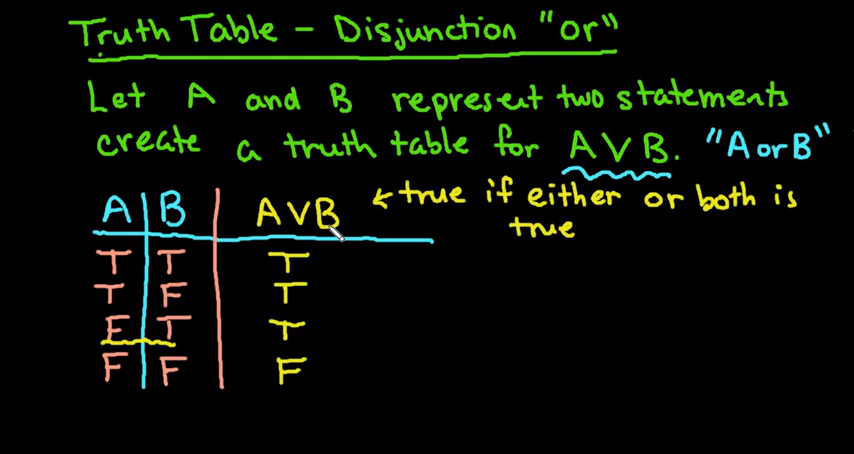 Truth Table - Disjunction "or"
Let A and B represent two statements
create a truth table for A V B. "A or B"
A B A V B ← true if either or both is
true
T T T
T F T
F T T
F F F